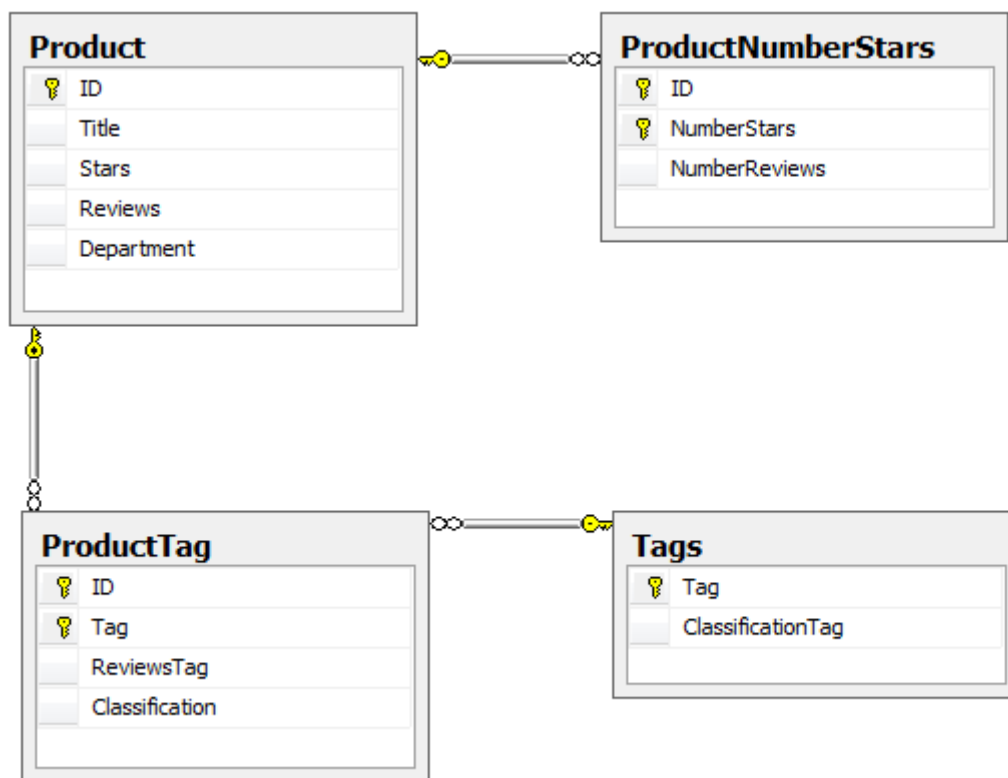 Product
ID
Title
Stars
Reviews
Department
ProductNumberStars
ID
NumberStars
NumberReviews
ProductTag
ID
Tag
ReviewsTag
Classification
Tags
Tag
ClassificationTag